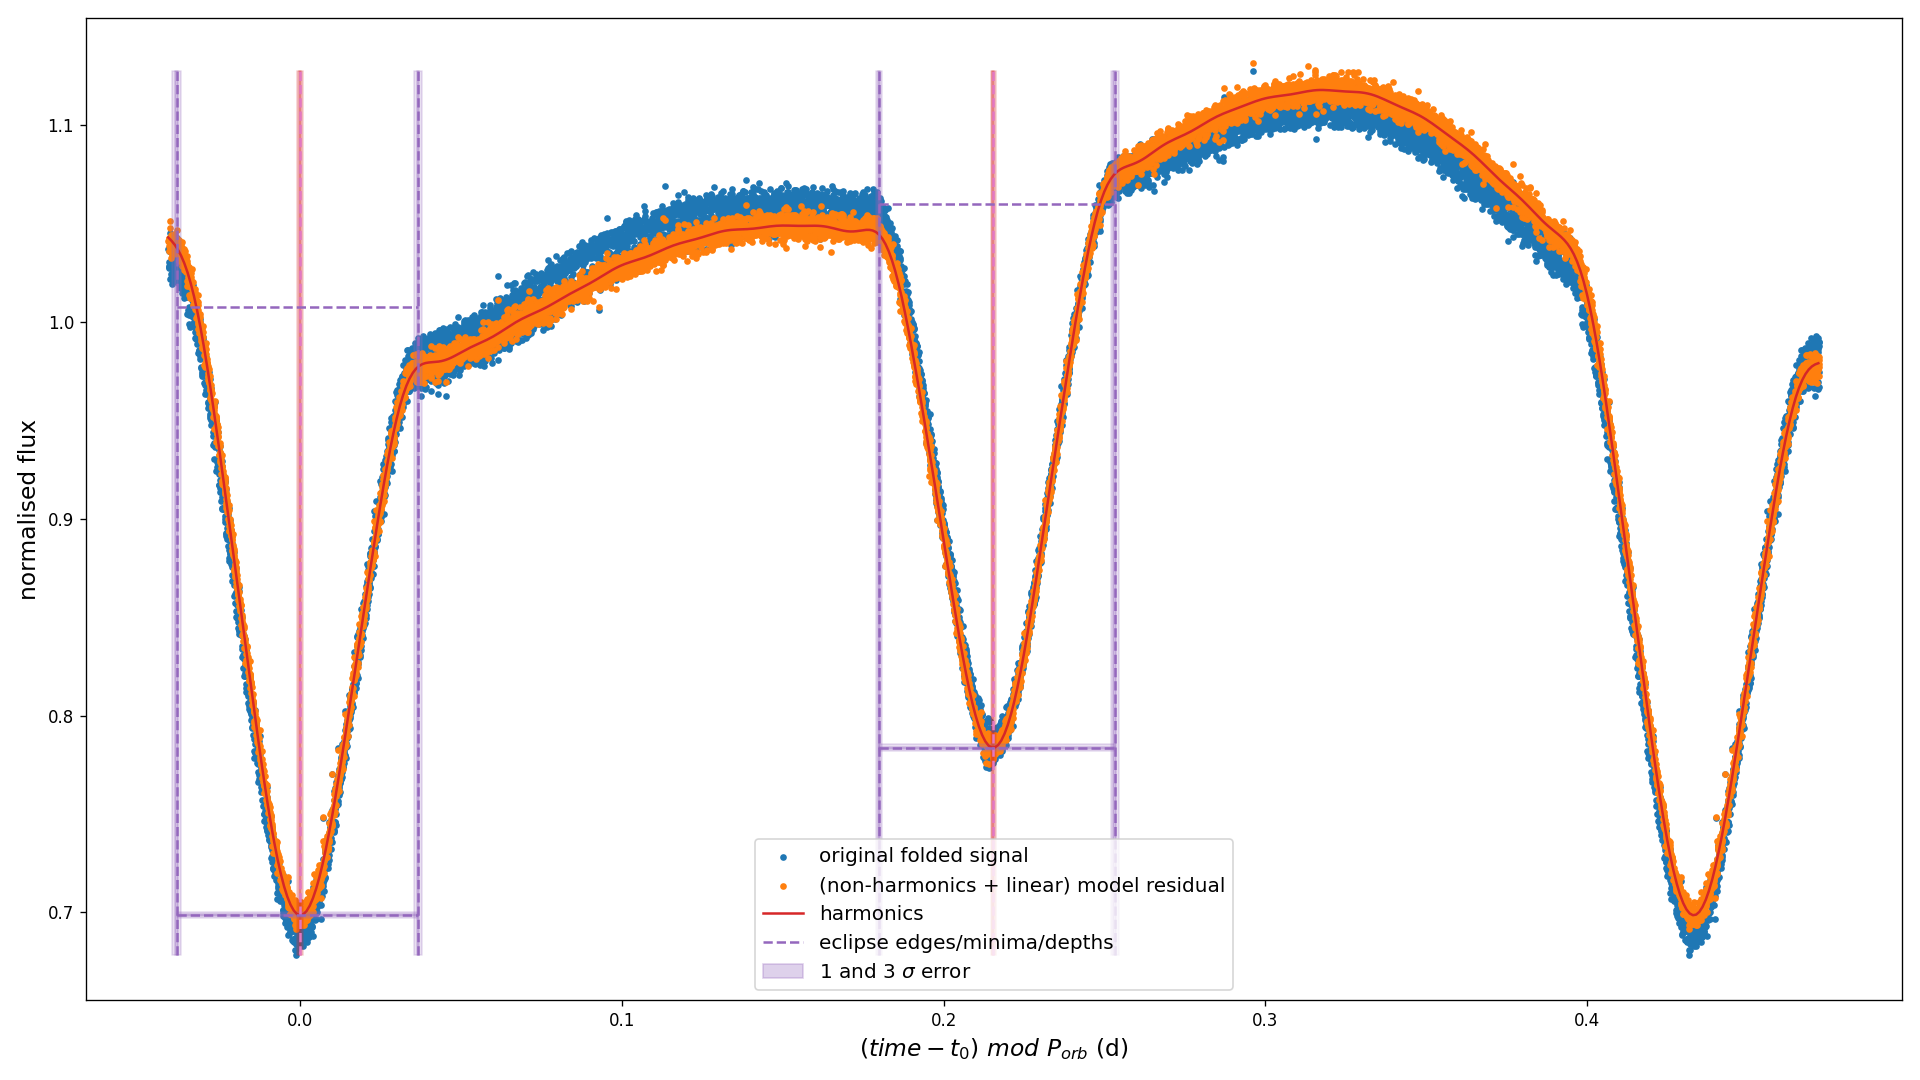 normalised flux
1.1
1.0
0.9
0.8
0.7
original folded signal
(non-harmonics + linear) model residual
harmonics
eclipse edges/minima/depths
1 and 3 σ error
0.0 0.1 0.2 0.3 0.4
(time − t₀) mod Pₒᵣb (d)